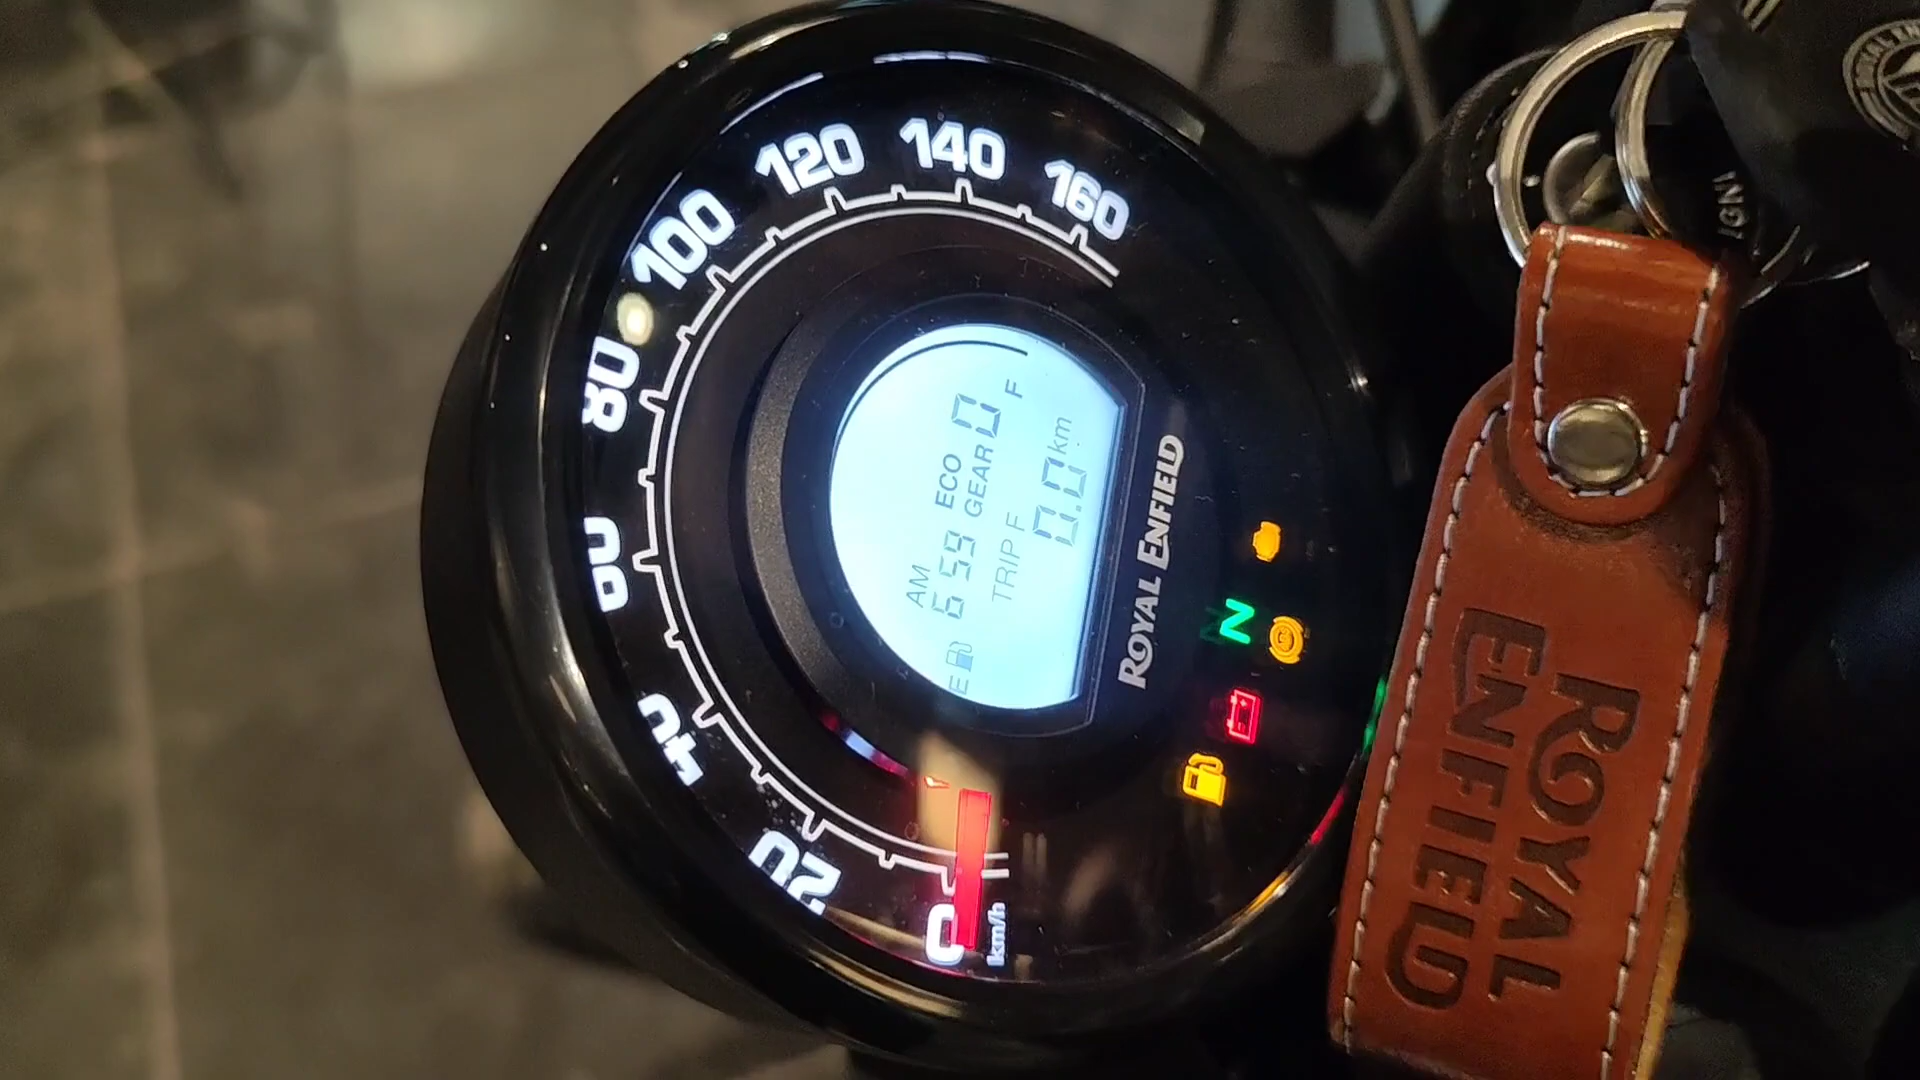 0
20
40
60
80
100
120
140
160
km/h
AM
6 59 ECO
GEAR 0
E F
TRIP F
0.0 km
ROYAL ENFIELD
N
ROYAL
ENFIELD